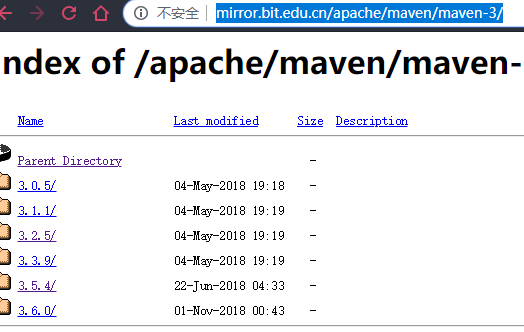 不安全 mirror.bit.edu.cn/apache/maven/maven-3/
ndex of /apache/maven/maven-
Name Last modified Size Description
Parent Directory -
3.0.5/ 04-May-2018 19:18 -
3.1.1/ 04-May-2018 19:19 -
3.2.5/ 04-May-2018 19:19 -
3.3.9/ 04-May-2018 19:19 -
3.5.4/ 22-Jun-2018 04:33 -
3.6.0/ 01-Nov-2018 00:43 -